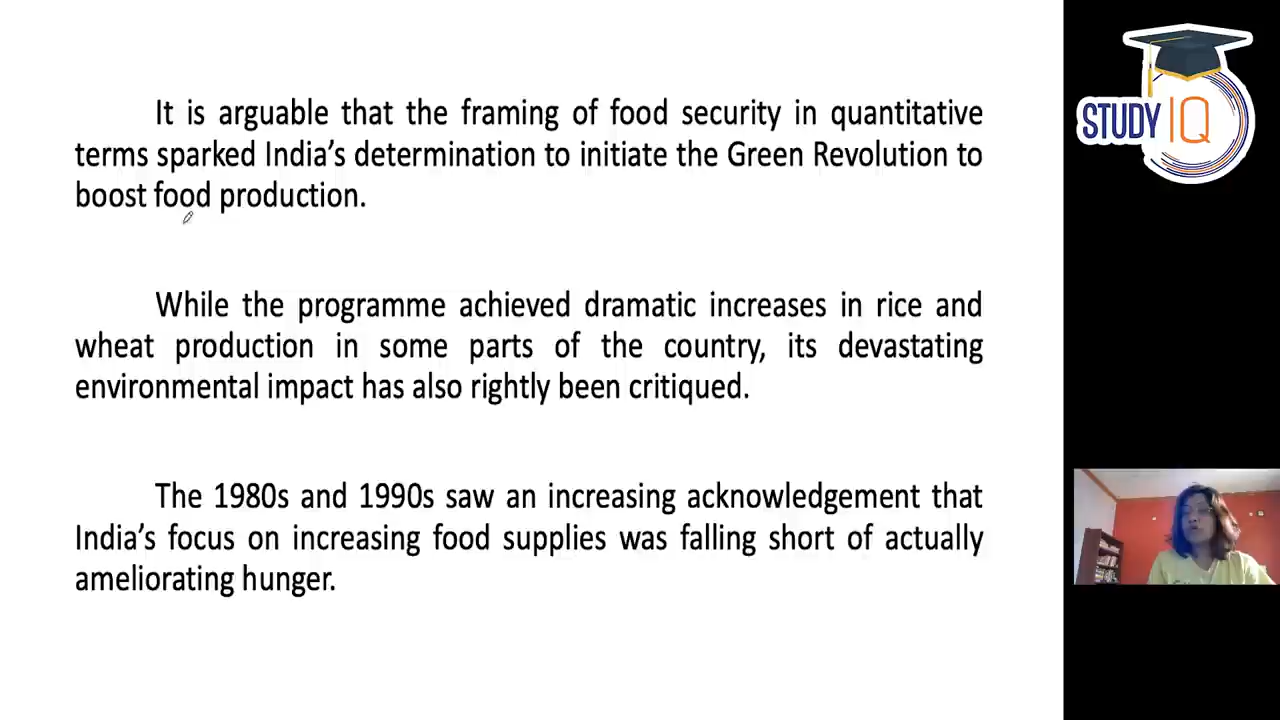 It is arguable that the framing of food security in quantitative
terms sparked India's determination to initiate the Green Revolution to
boost food production.
While the programme achieved dramatic increases in rice and
wheat production in some parts of the country, its devastating
environmental impact has also rightly been critiqued.
The 1980s and 1990s saw an increasing acknowledgement that
India's focus on increasing food supplies was falling short of actually
ameliorating hunger.
STUDY IQ